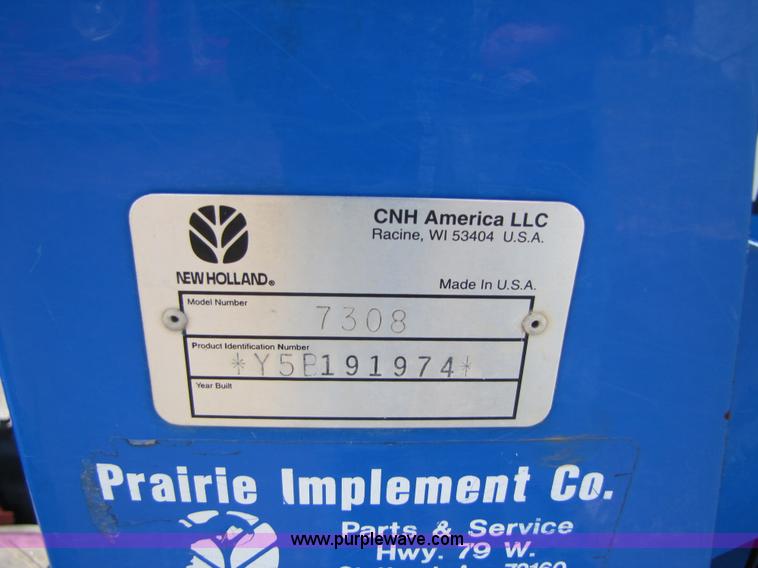 CNH America LLC
Racine, WI 53404 U.S.A.
NEW HOLLAND®
Made In U.S.A.
Model Number
7308
Product Identification Number
*Y5B191974*
Year Built
Prairie Implement Co.
Parts & Service
www.purplewave.com
Hwy. 79 W.